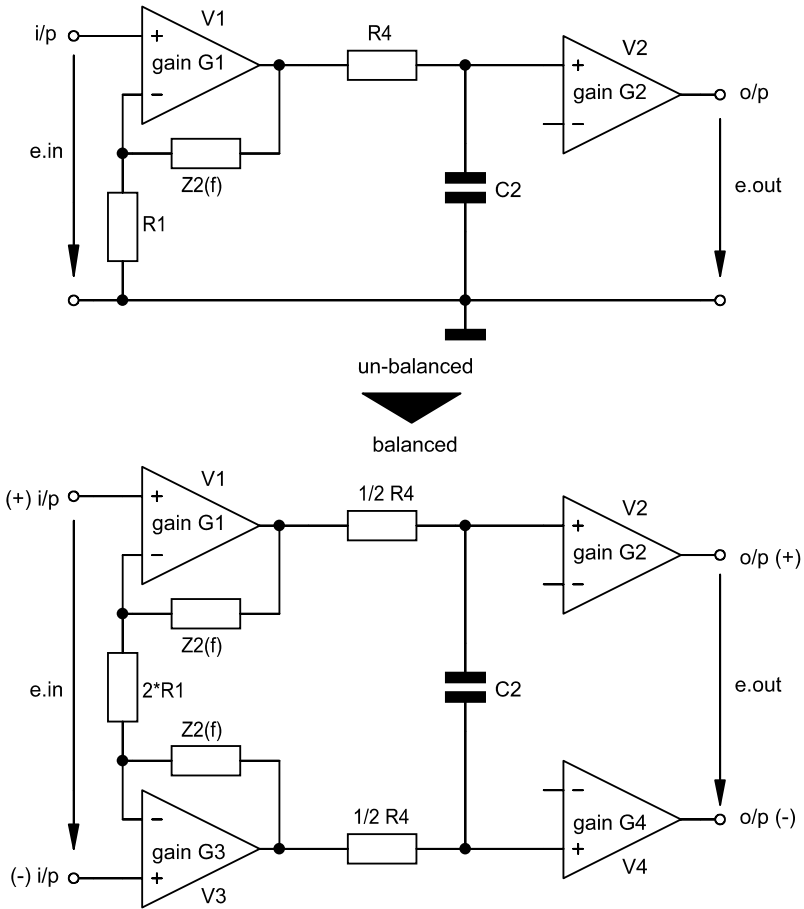 V1
i/p
+
gain G1
−
R4
V2
+
gain G2
−
o/p
e.in
Z2(f)
R1
C2
e.out
un-balanced
balanced
V1
(+) i/p
+
gain G1
−
1/2 R4
V2
+
gain G2
−
o/p (+)
Z2(f)
e.in
2*R1
C2
e.out
Z2(f)
−
gain G3
+
(-) i/p
V3
1/2 R4
−
gain G4
+
o/p (-)
V4